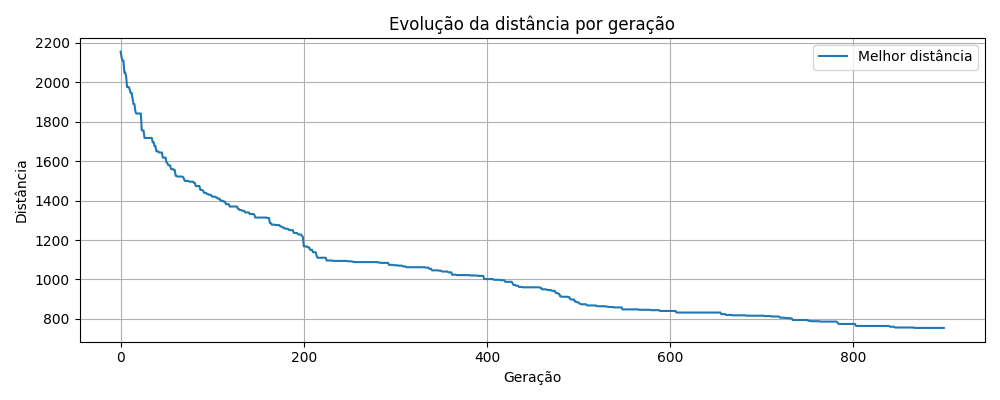 Evolução da distância por geração
Melhor distância
Distância
2200
2000
1800
1600
1400
1200
1000
800
0 200 400 600 800
Geração